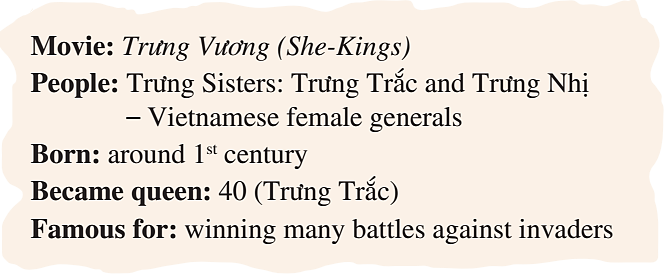 Movie: Trưng Vương (She-Kings)
People: Trưng Sisters: Trưng Trắc and Trưng Nhị
– Vietnamese female generals
Born: around 1st century
Became queen: 40 (Trưng Trắc)
Famous for: winning many battles against invaders